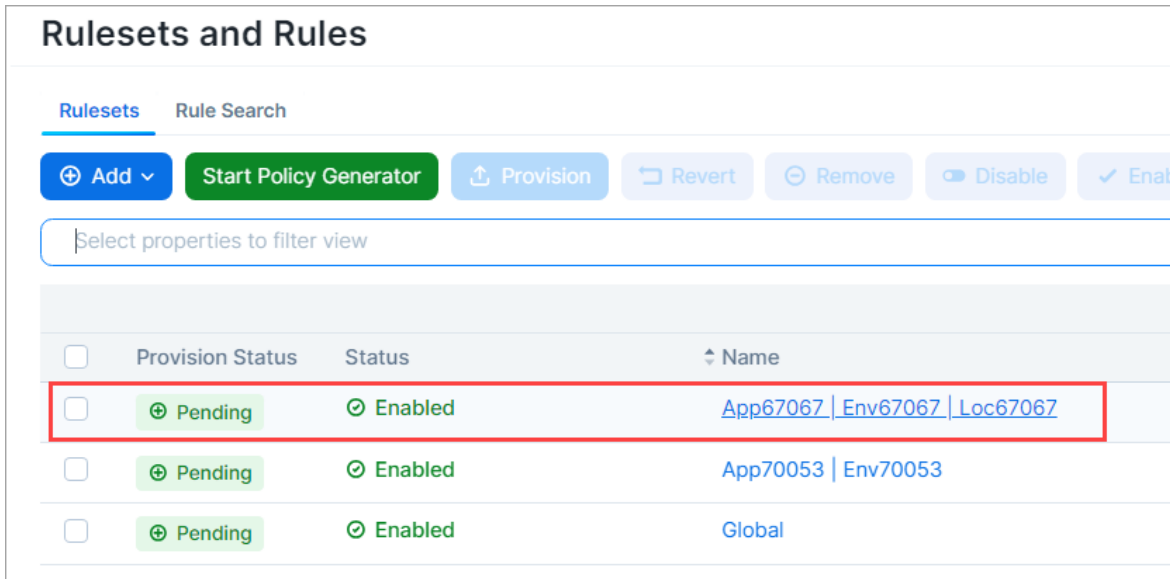 Rulesets and Rules
Rulesets Rule Search
Add Start Policy Generator Provision Revert Remove Disable Enab
Select properties to filter view
Provision Status Status Name
Pending Enabled App67067 | Env67067 | Loc67067
Pending Enabled App70053 | Env70053
Pending Enabled Global